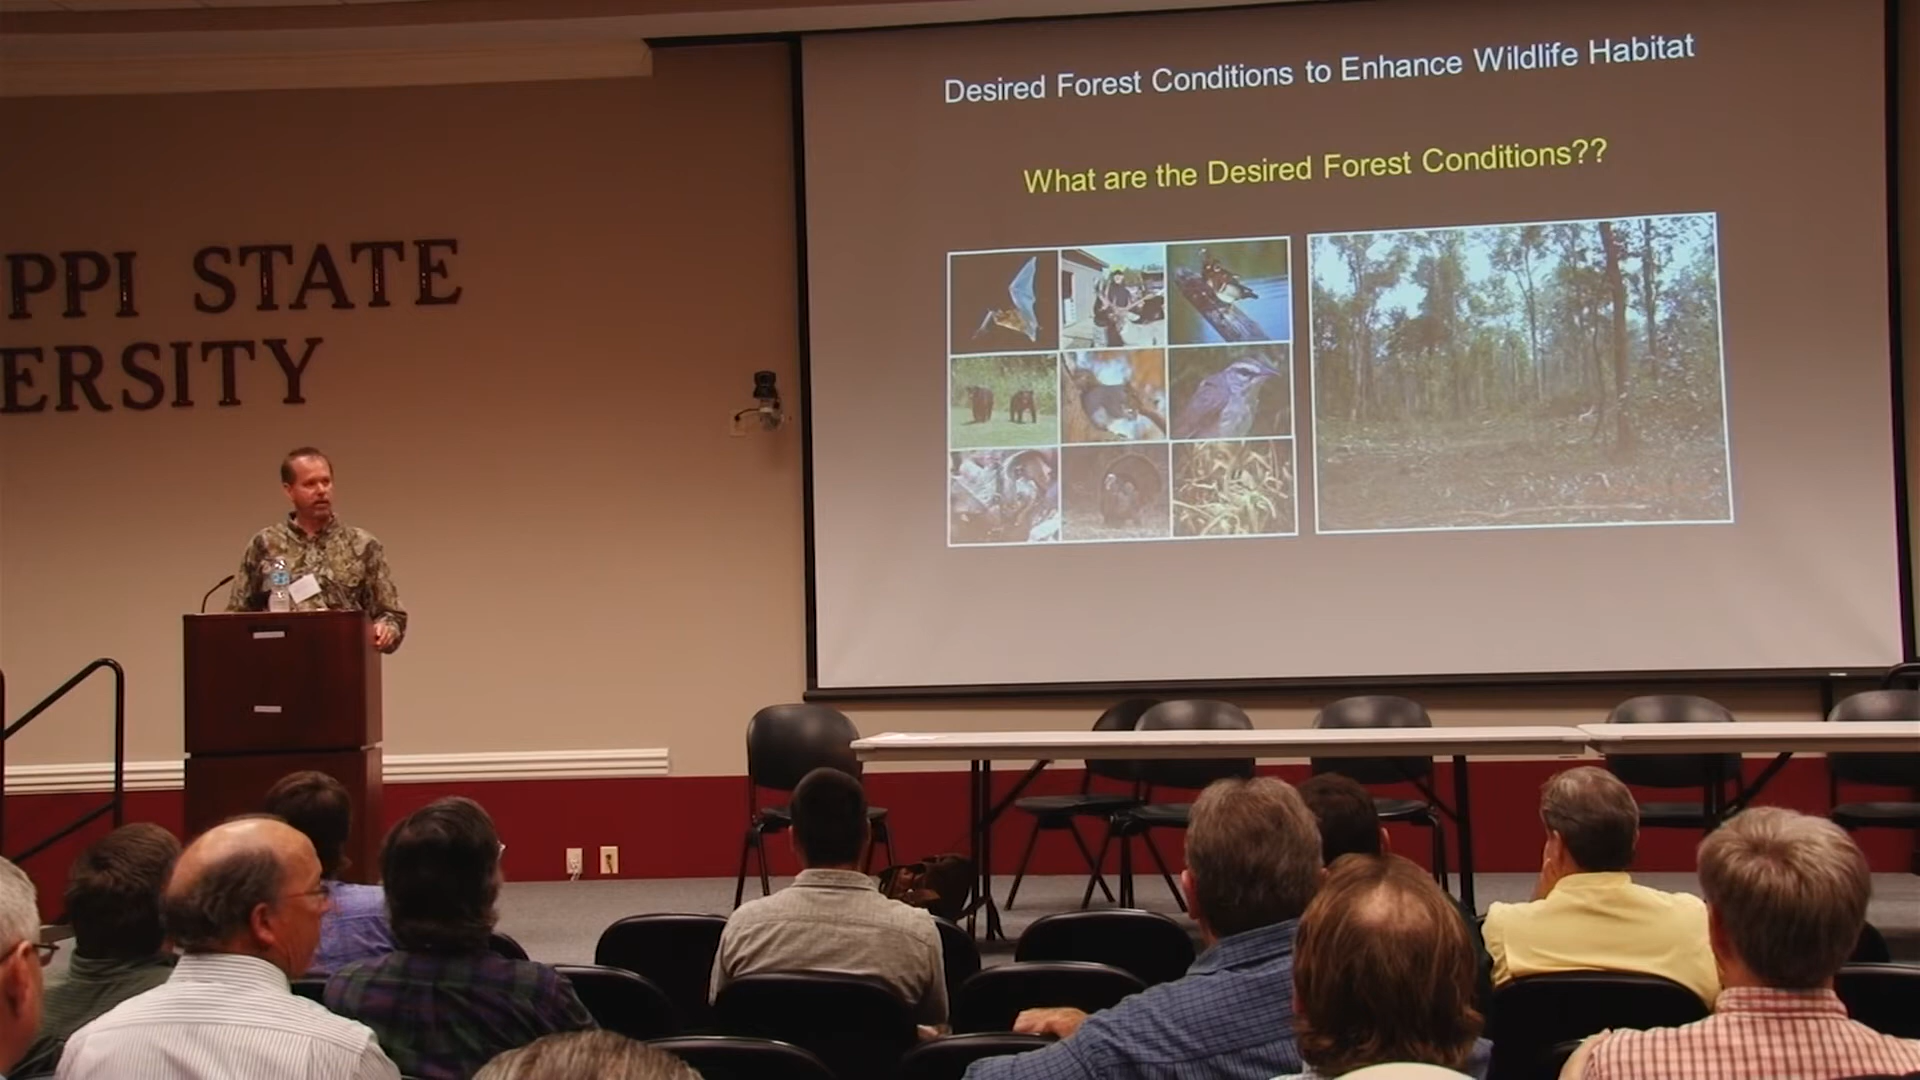 Desired Forest Conditions to Enhance Wildlife Habitat
What are the Desired Forest Conditions??
PPI STATE
ERSITY